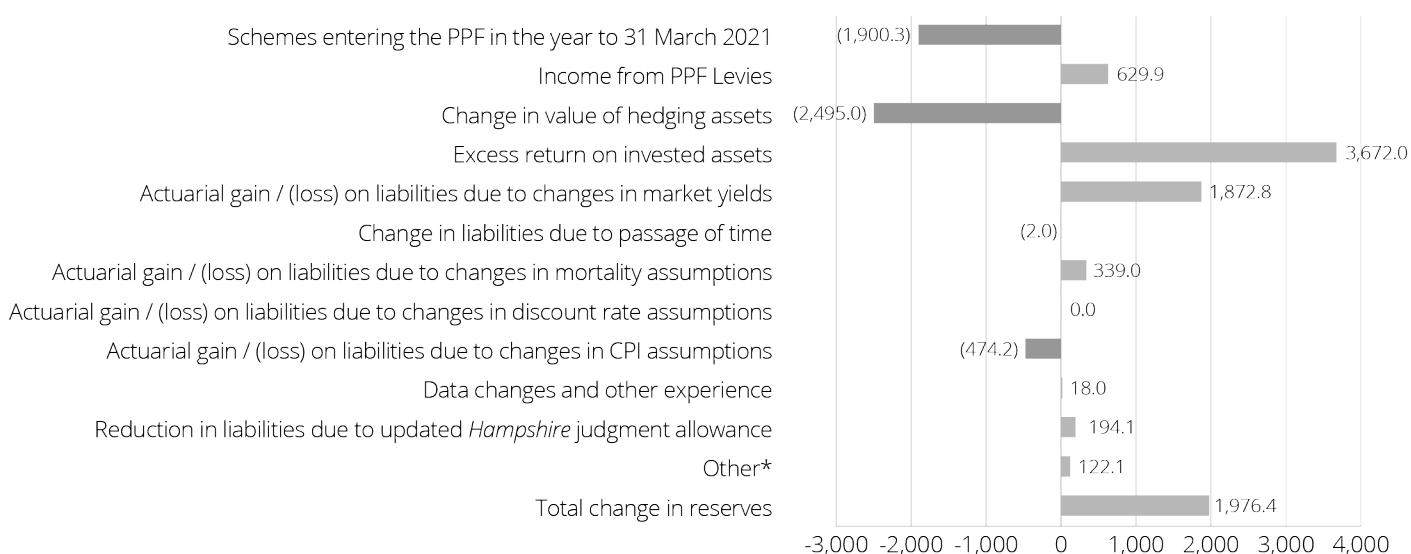 Schemes entering the PPF in the year to 31 March 2021 (1,900.3)
Income from PPF Levies 629.9
Change in value of hedging assets (2,495.0)
Excess return on invested assets 3,672.0
Actuarial gain / (loss) on liabilities due to changes in market yields 1,872.8
Change in liabilities due to passage of time (2.0)
Actuarial gain / (loss) on liabilities due to changes in mortality assumptions 339.0
Actuarial gain / (loss) on liabilities due to changes in discount rate assumptions 0.0
Actuarial gain / (loss) on liabilities due to changes in CPI assumptions (474.2)
Data changes and other experience 18.0
Reduction in liabilities due to updated Hampshire judgment allowance 194.1
Other* 122.1
Total change in reserves 1,976.4
-3,000 -2,000 -1,000 0 1,000 2,000 3,000 4,000